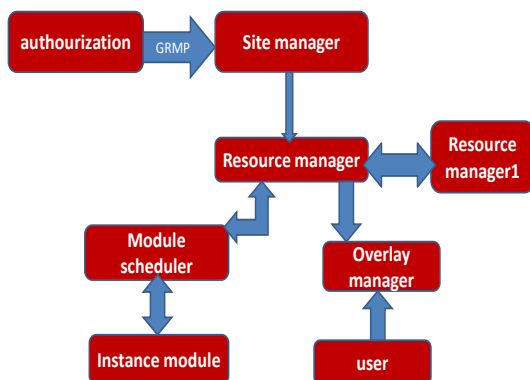 authourization
GRMP
Site manager
Resource manager
Resource
manager1
Module
scheduler
Overlay
manager
Instance module
user